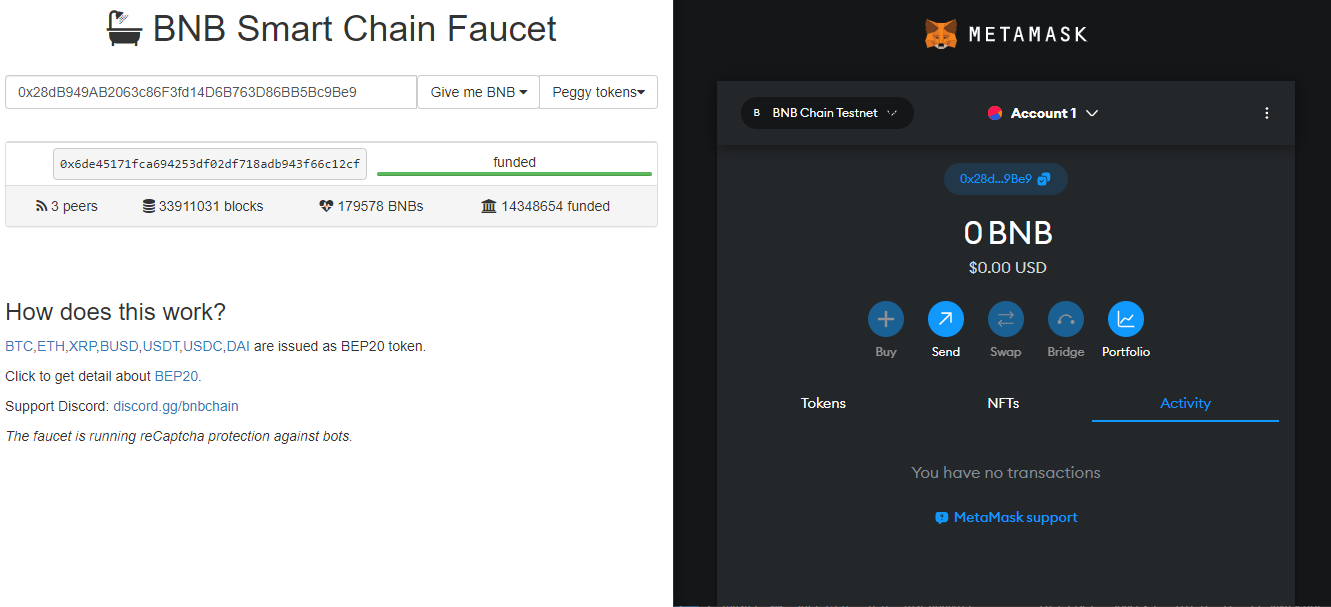 BNB Smart Chain Faucet
0x28dB949AB2063c86F3fd14D6B763D86BB5Bc9Be9
Give me BNB
Peggy tokens
0x6de45171fca694253df02df718adb943f66c12cf
funded
3 peers
33911031 blocks
179578 BNBs
14348654 funded
How does this work?
BTC,ETH,XRP,BUSD,USDT,USDC,DAI are issued as BEP20 token.
Click to get detail about BEP20.
Support Discord: discord.gg/bnbchain
The faucet is running reCaptcha protection against bots.
METAMASK
B BNB Chain Testnet
Account 1
0x28d...9Be9
0 BNB
$0.00 USD
Buy
Send
Swap
Bridge
Portfolio
Tokens
NFTs
Activity
You have no transactions
MetaMask support